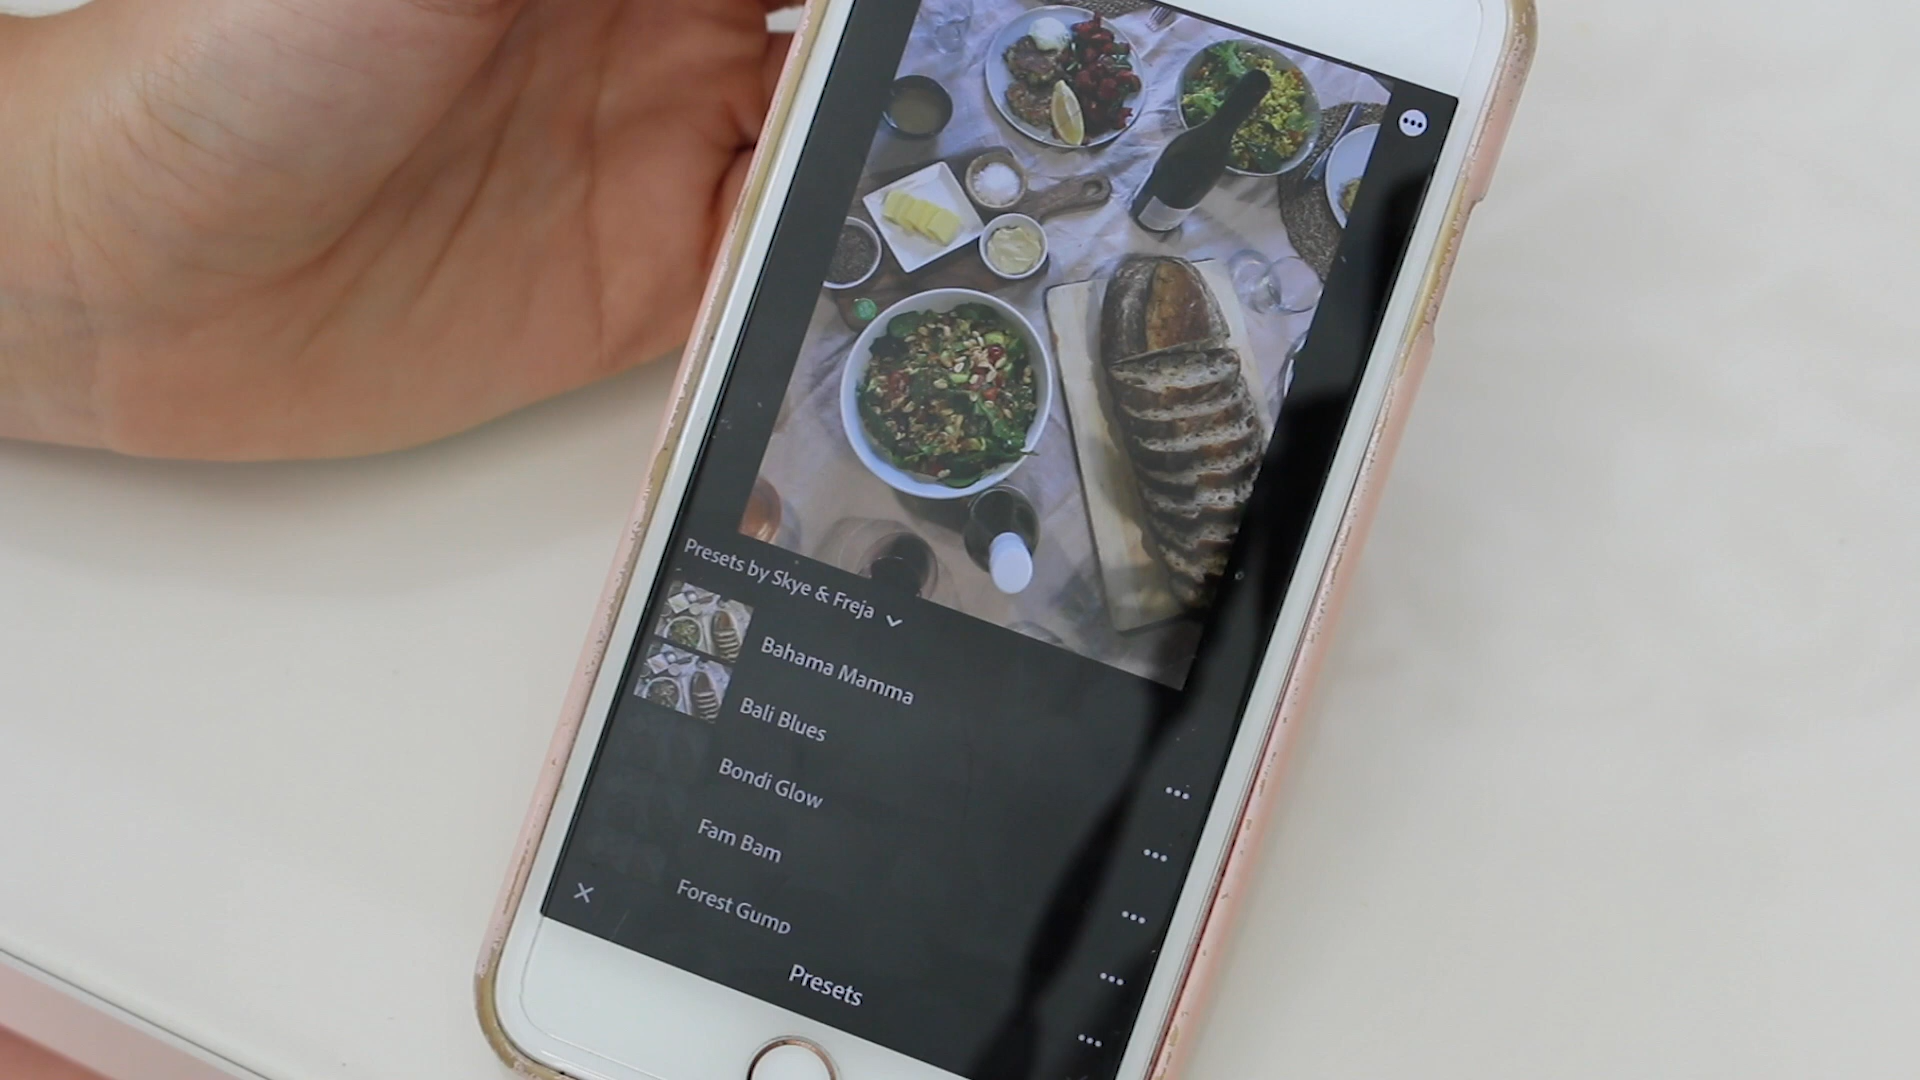 Presets by Skye & Freja
Bahama Mamma
Bali Blues
Bondi Glow
Fam Bam
Forest Gump
Presets